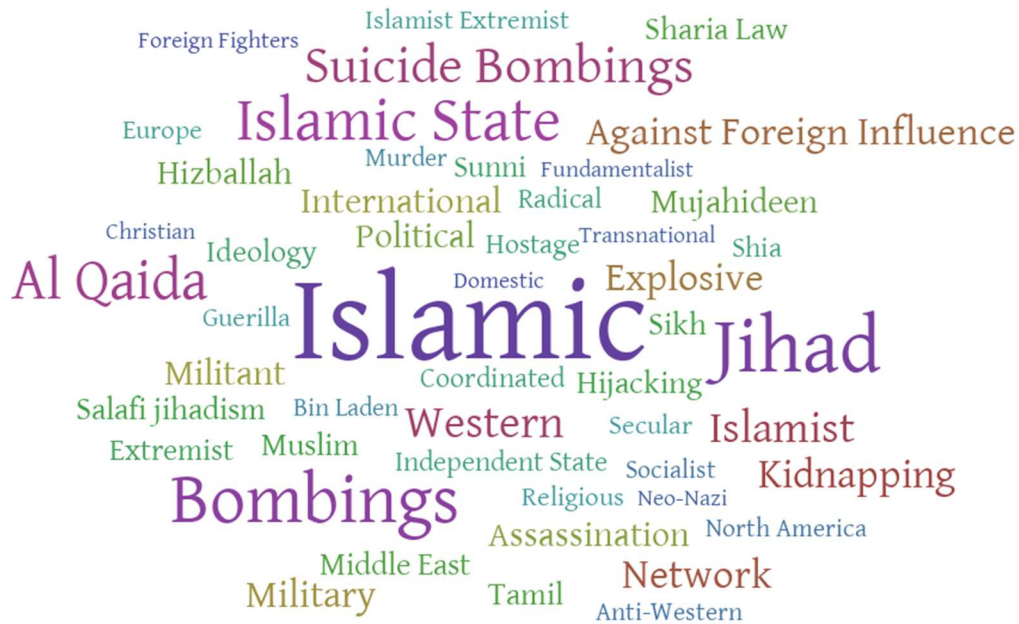 Islamist Extremist
Sharia Law
Foreign Fighters
Suicide Bombings
Islamic State
Europe
Against Foreign Influence
Murder
Sunni
Fundamentalist
Hizballah
International
Radical
Mujahideen
Christian
Political
Transnational
Ideology
Hostage
Shia
Al Qaida
Domestic
Explosive
Guerilla
Islamic
Sikh
Jihad
Militant
Coordinated
Hijacking
Salafi jihadism
Bin Laden
Western
Secular
Islamist
Extremist
Muslim
Independent State
Socialist
Kidnapping
Bombings
Religious
Neo-Nazi
Assassination
North America
Middle East
Network
Military
Tamil
Anti-Western